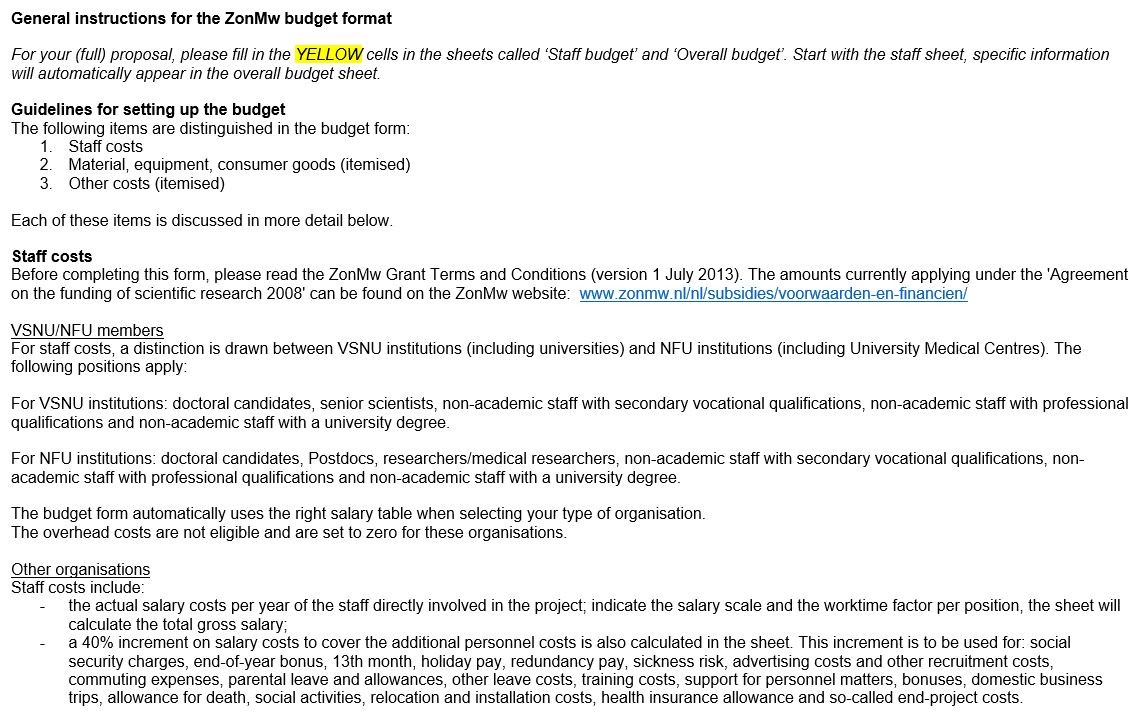 General instructions for the ZonMw budget format
For your (full) proposal, please fill in the YELLOW cells in the sheets called ‘Staff budget’ and ‘Overall budget’. Start with the staff sheet, specific information
will automatically appear in the overall budget sheet.
Guidelines for setting up the budget
The following items are distinguished in the budget form:
1. Staff costs
2. Material, equipment, consumer goods (itemised)
3. Other costs (itemised)
Each of these items is discussed in more detail below.
Staff costs
Before completing this form, please read the ZonMw Grant Terms and Conditions (version 1 July 2013). The amounts currently applying under the 'Agreement
on the funding of scientific research 2008' can be found on the ZonMw website: www.zonmw.nl/nl/subsidies/voorwaarden-en-financien/
VSNU/NFU members
For staff costs, a distinction is drawn between VSNU institutions (including universities) and NFU institutions (including University Medical Centres). The
following positions apply:
For VSNU institutions: doctoral candidates, senior scientists, non-academic staff with secondary vocational qualifications, non-academic staff with professional
qualifications and non-academic staff with a university degree.
For NFU institutions: doctoral candidates, Postdocs, researchers/medical researchers, non-academic staff with secondary vocational qualifications, non-
academic staff with professional qualifications and non-academic staff with a university degree.
The budget form automatically uses the right salary table when selecting your type of organisation.
The overhead costs are not eligible and are set to zero for these organisations.
Other organisations
Staff costs include:
- the actual salary costs per year of the staff directly involved in the project; indicate the salary scale and the worktime factor per position, the sheet will
calculate the total gross salary;
- a 40% increment on salary costs to cover the additional personnel costs is also calculated in the sheet. This increment is to be used for: social
security charges, end-of-year bonus, 13th month, holiday pay, redundancy pay, sickness risk, advertising costs and other recruitment costs,
commuting expenses, parental leave and allowances, other leave costs, training costs, support for personnel matters, bonuses, domestic business
trips, allowance for death, social activities, relocation and installation costs, health insurance allowance and so-called end-project costs.